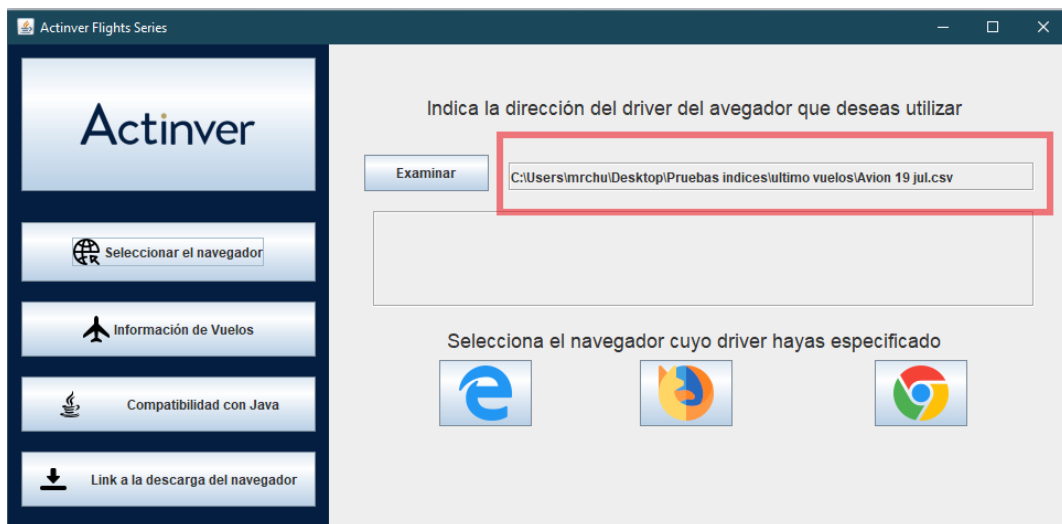 Actinver Flights Series
Actinver
Seleccionar el navegador
Información de Vuelos
Compatibilidad con Java
Link a la descarga del navegador
Indica la dirección del driver del avegador que deseas utilizar
Examinar
C:\Users\mrchu\Desktop\Pruebas indices\ultimo vuelos\Avion 19 jul.csv
Selecciona el navegador cuyo driver hayas especificado